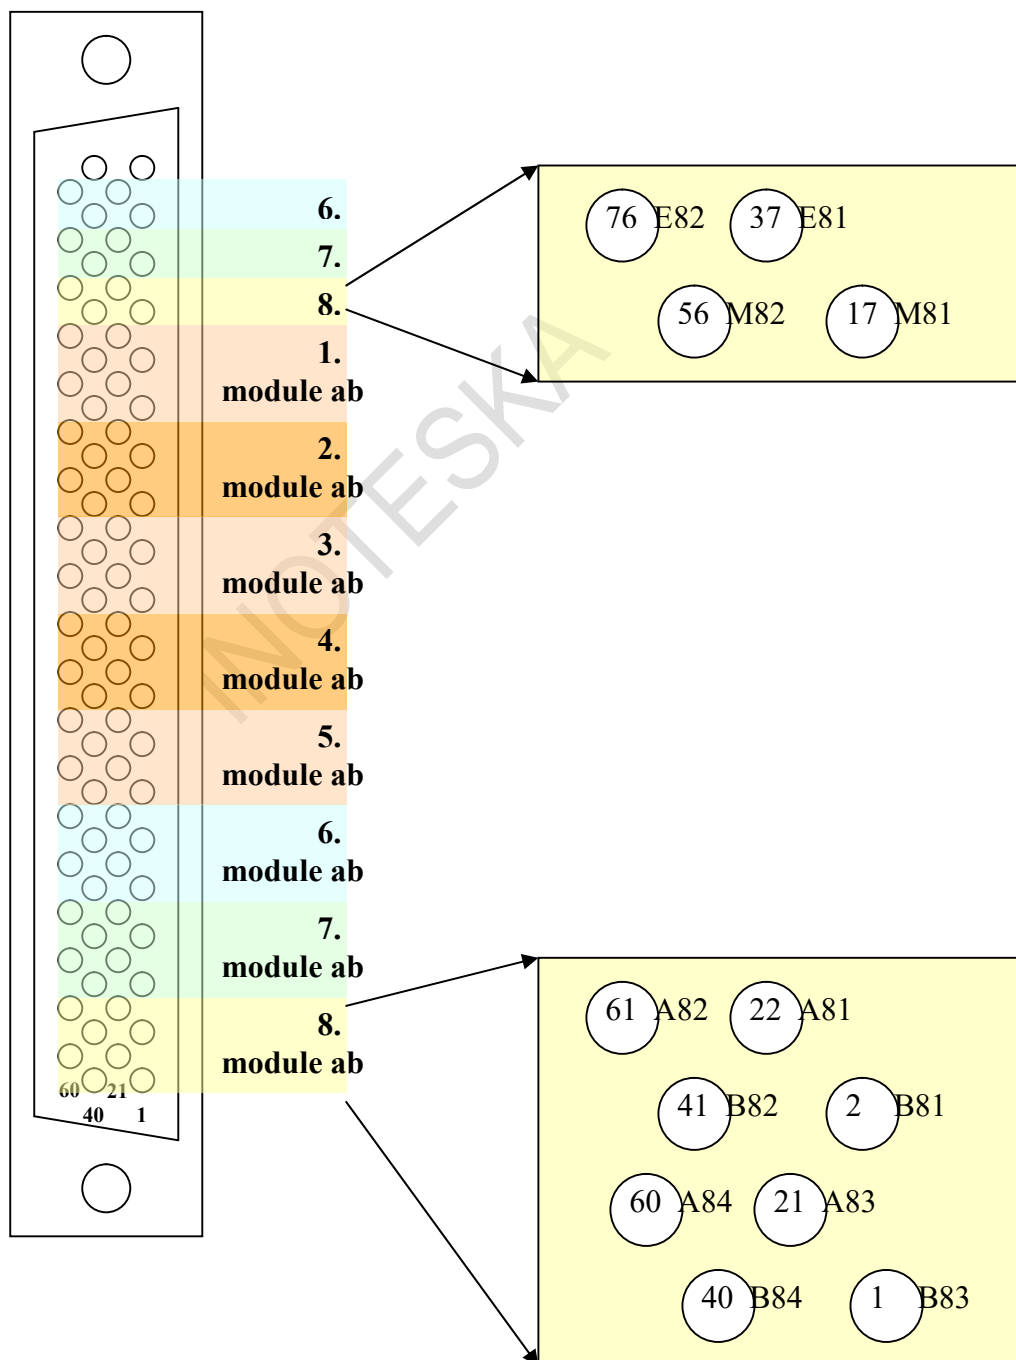 6.
7.
8.
1.
module ab
2.
module ab
3.
module ab
4.
module ab
5.
module ab
6.
module ab
7.
module ab
8.
module ab
60 21
40 1
76 E82 37 E81
56 M82 17 M81
61 A82 22 A81
41 B82 2 B81
60 A84 21 A83
40 B84 1 B83
INOTESKA